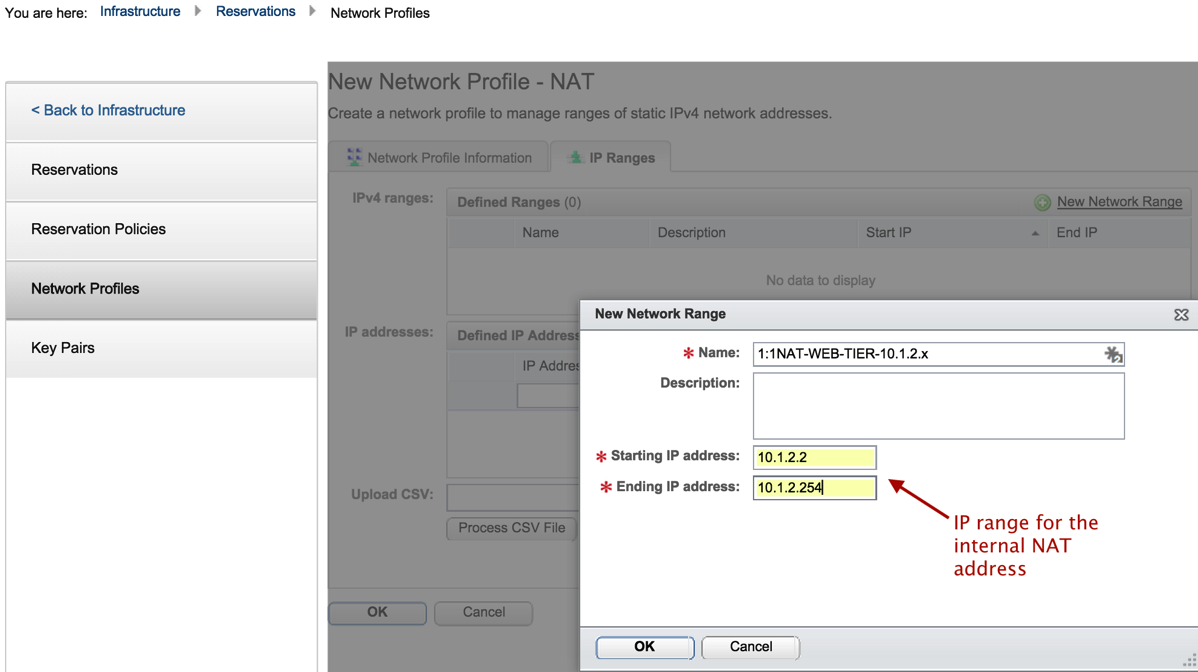 You are here: Infrastructure Reservations Network Profiles
< Back to Infrastructure
Reservations
Reservation Policies
Network Profiles
Key Pairs
New Network Profile - NAT
Create a network profile to manage ranges of static IPv4 network addresses.
Network Profile Information IP Ranges
IPv4 ranges: Defined Ranges (0) New Network Range
Name Description Start IP End IP
No data to display
IP addresses: Defined IP Address
IP Addres
Upload CSV:
Process CSV File
OK Cancel
New Network Range
* Name: 1:1NAT-WEB-TIER-10.1.2.x
Description:
* Starting IP address: 10.1.2.2
* Ending IP address: 10.1.2.254
IP range for the
internal NAT
address
OK Cancel